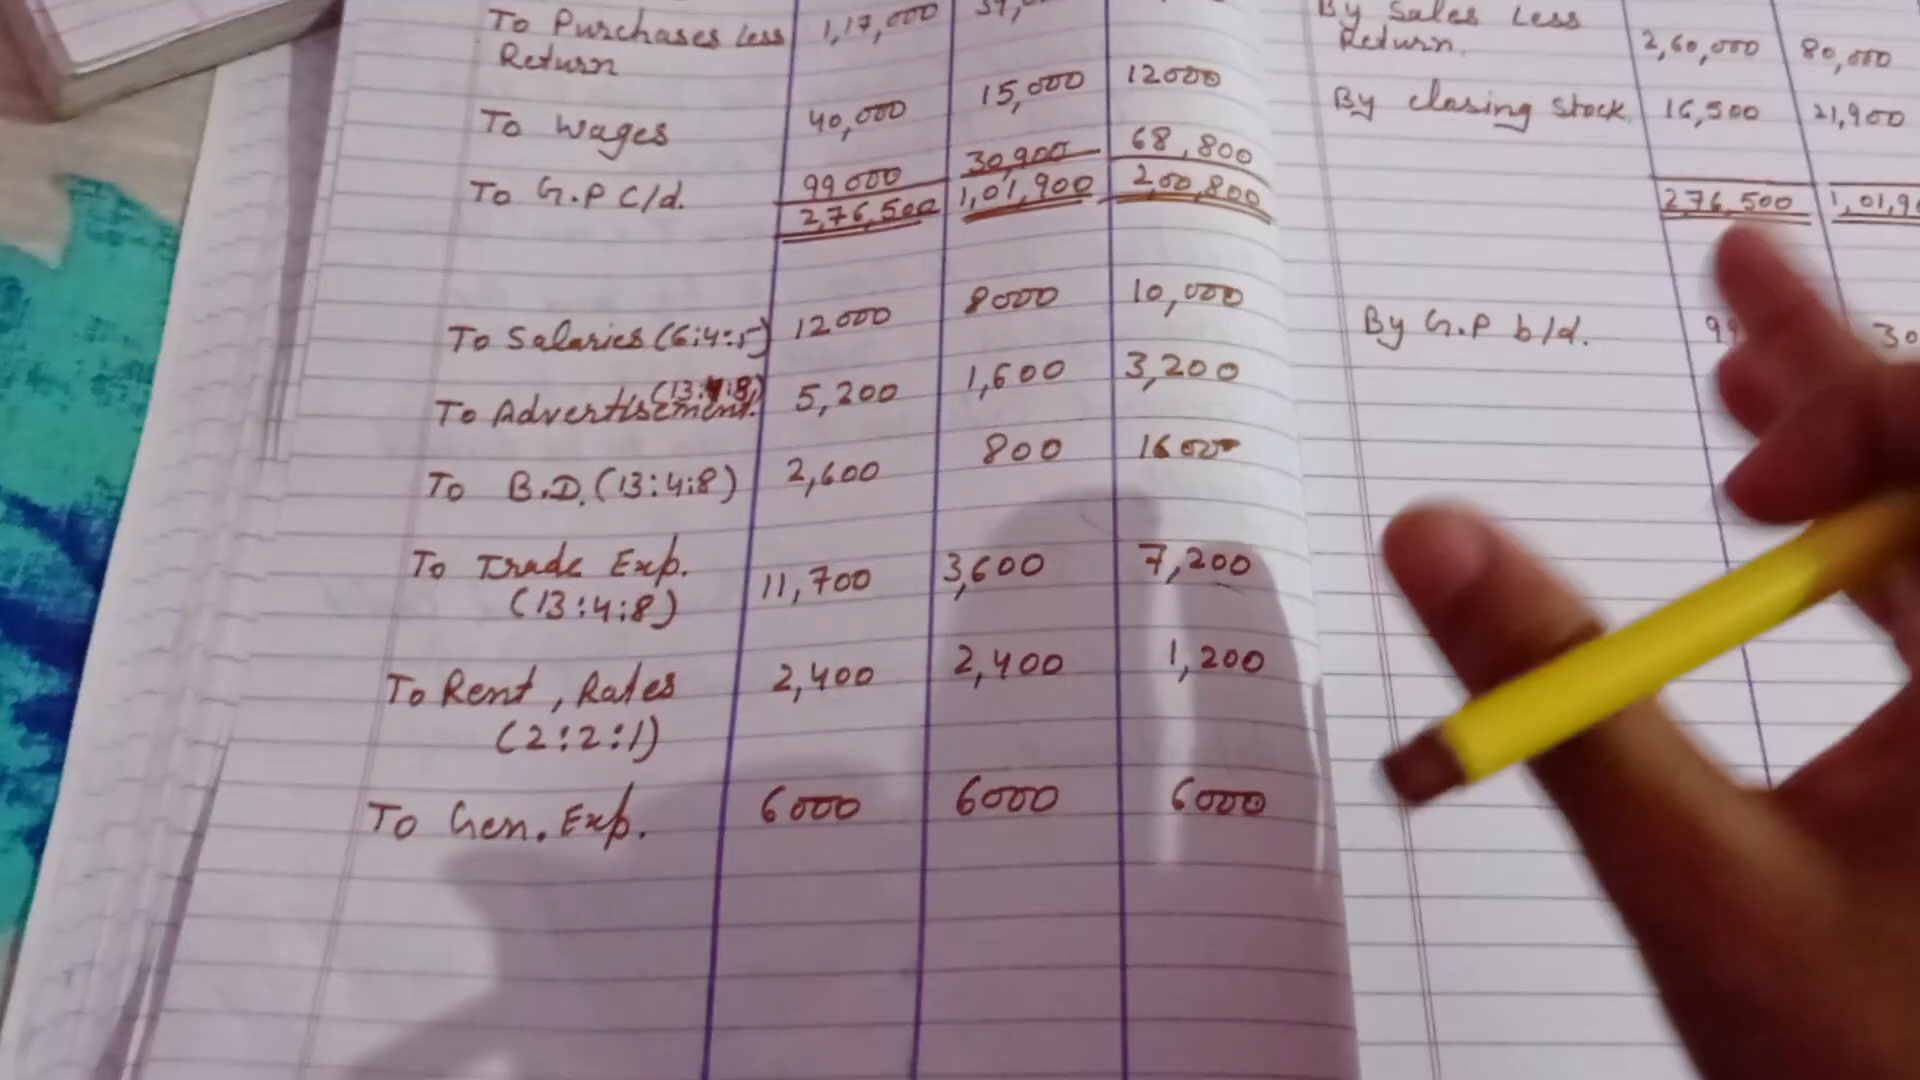 To Purchases Less 1,17,000
Return
To Wages 40,000 15,000 12000
To G.P C/d. 99000 30,900 68,800
2,76,500 1,01,900 2,00,800
To Salaries (6:4:5) 12000 8000 10,000
(13:4:8)
To Advertisement. 5,200 1,600 3,200
To B.D. (13:4:8) 2,600 800 1600
To Trade Exp. 11,700 3,600 7,200
(13:4:8)
To Rent, Rates 2,400 2,400 1,200
(2:2:1)
To Gen. Exp. 6000 6000 6000
By Sales Less
Return. 2,60,000 80,000
By closing stock 16,500 21,900
276,500
By G.P b/d.